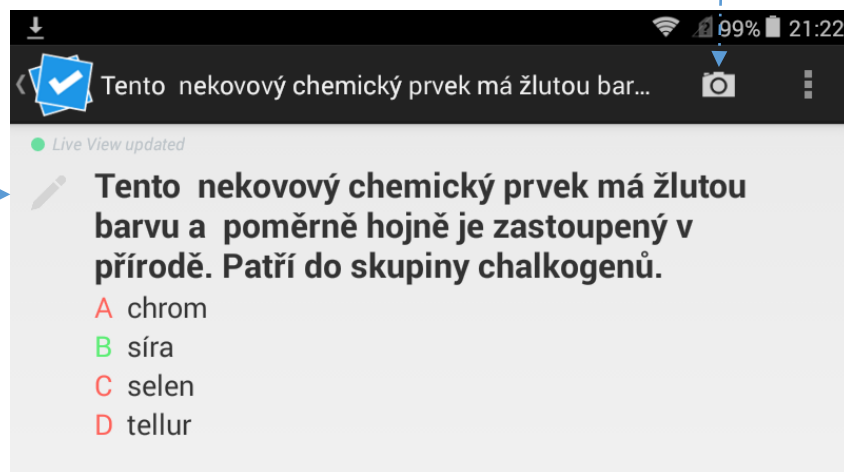 99% 21:22
Tento nekovový chemický prvek má žlutou bar...
Live View updated
Tento nekovový chemický prvek má žlutou
barvu a poměrně hojně je zastoupený v
přírodě. Patří do skupiny chalkogenů.
A chrom
B síra
C selen
D tellur